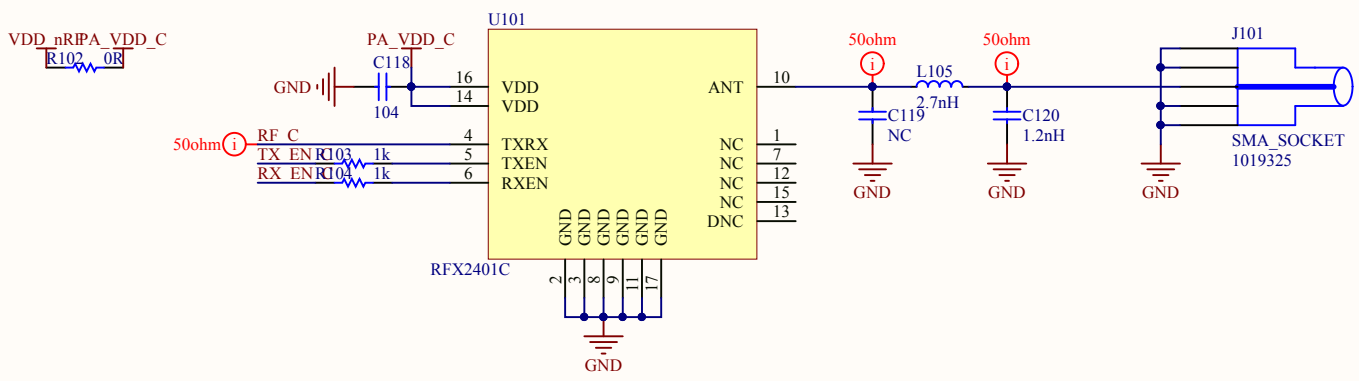 U101
J101
VDD_nRF
PA_VDD_C
R102
0R
PA_VDD_C
C118
GND
104
16
VDD
14
VDD
50ohm
i
RF_C
4
TXRX
TX_EN_C
R103
1k
5
TXEN
RX_EN_C
R104
1k
6
RXEN
ANT
10
NC
1
NC
7
NC
12
NC
15
DNC
13
GND
GND
GND
GND
GND
GND
2
3
8
9
11
17
RFX2401C
GND
50ohm
i
L105
2.7nH
50ohm
i
C119
NC
GND
C120
1.2nH
GND
GND
SMA_SOCKET
1019325